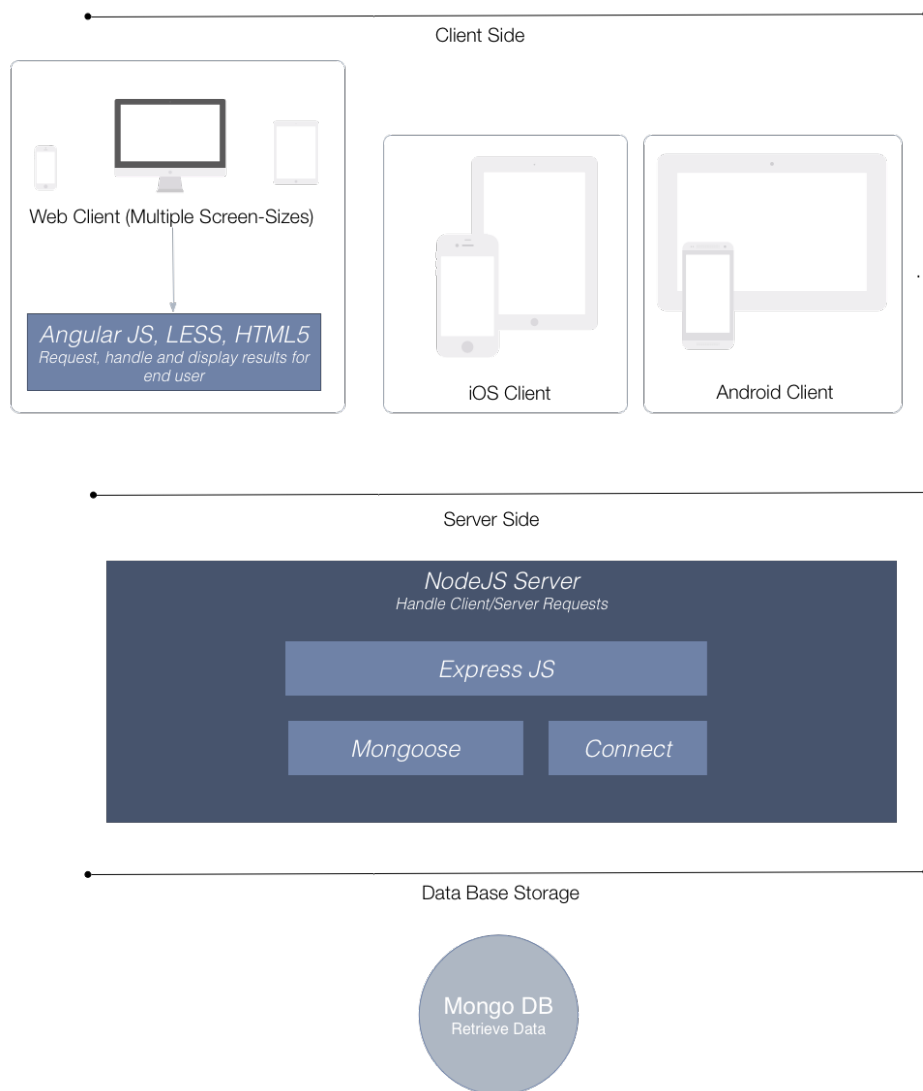 Client Side
Web Client (Multiple Screen-Sizes)
Angular JS, LESS, HTML5
Request, handle and display results for
end user
iOS Client
Android Client
Server Side
NodeJS Server
Handle Client/Server Requests
Express JS
Mongoose
Connect
Data Base Storage
Mongo DB
Retrieve Data